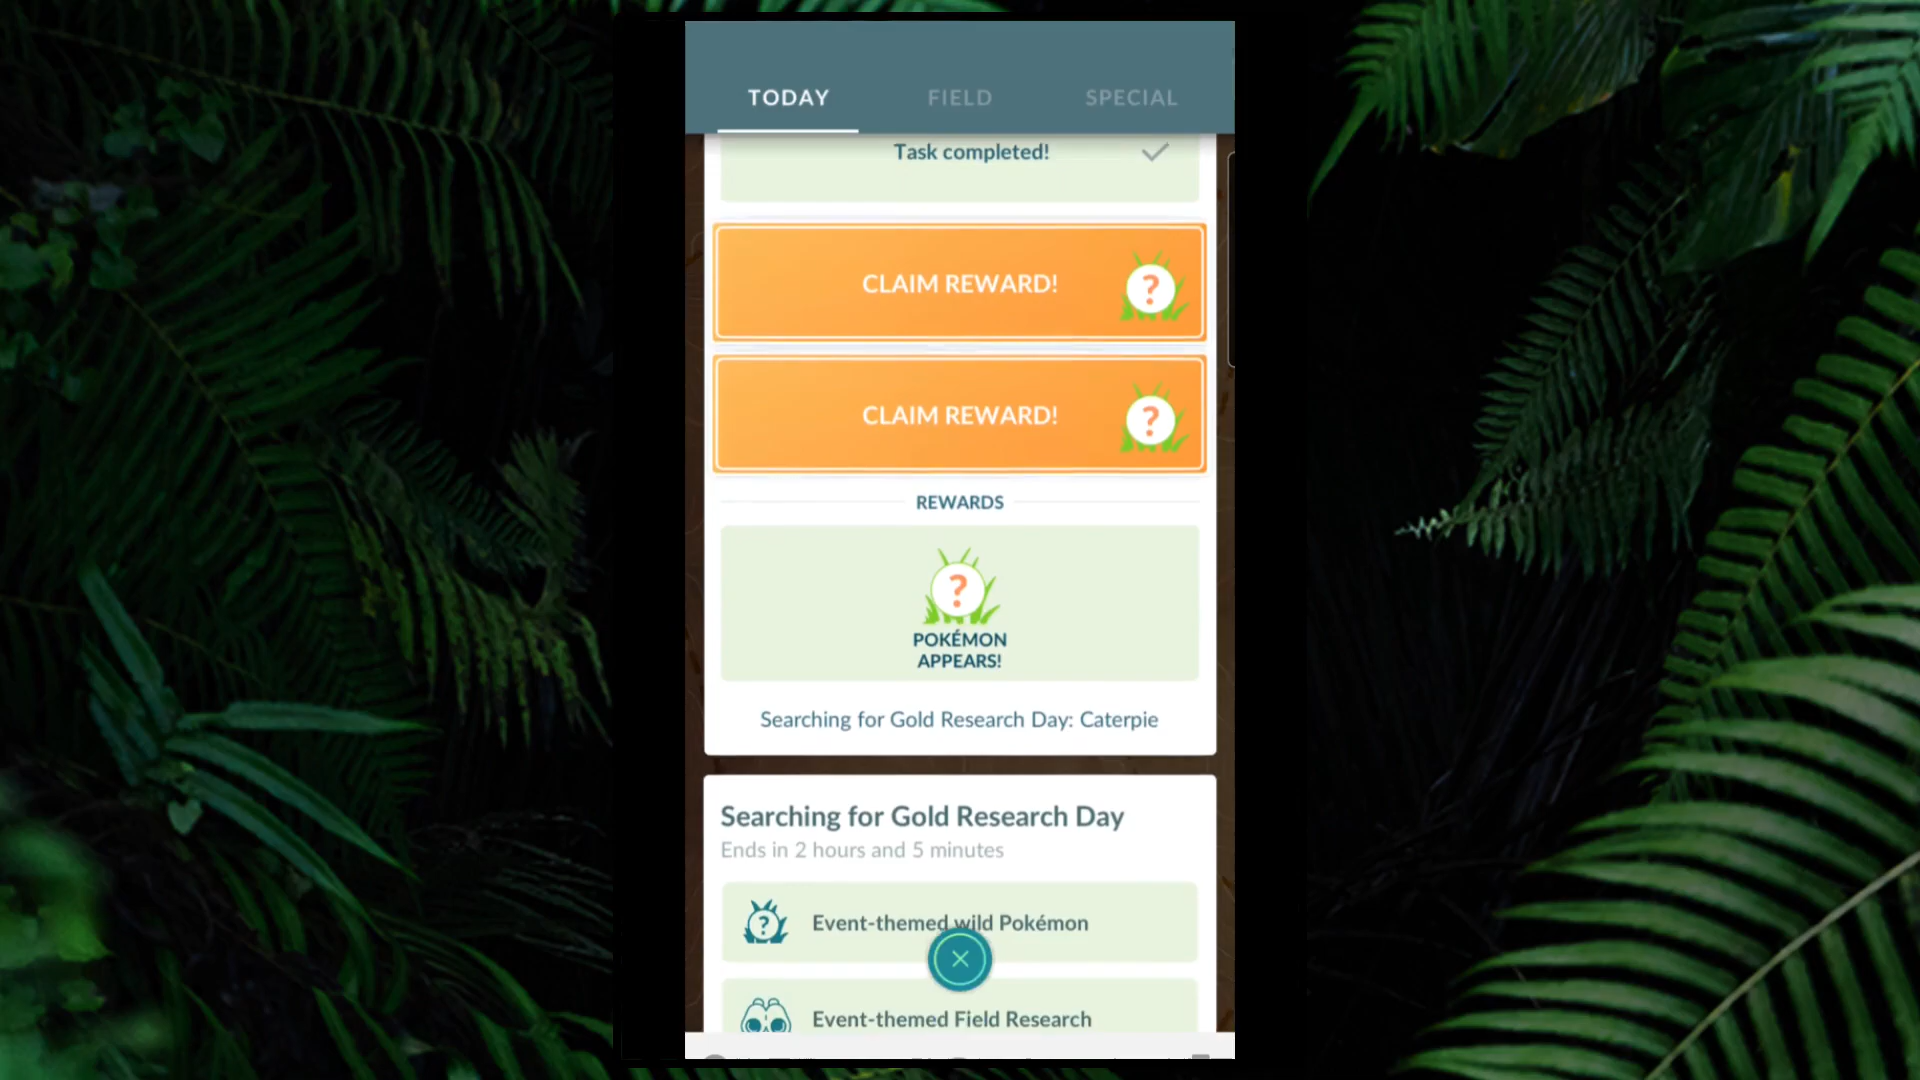 TODAY FIELD SPECIAL
Task completed!
CLAIM REWARD!
?
CLAIM REWARD!
?
REWARDS
?
POKÉMON
APPEARS!
Searching for Gold Research Day: Caterpie
Searching for Gold Research Day
Ends in 2 hours and 5 minutes
? Event-themed wild Pokémon
Event-themed Field Research